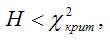 H < χ²крит ,